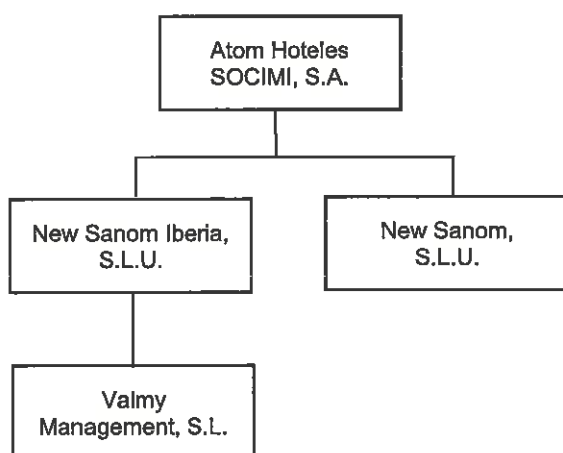 Atom Hoteles
SOCIMI, S.A.
New Sanom Iberia,
S.L.U.
New Sanom,
S.L.U.
Valmy
Management, S.L.